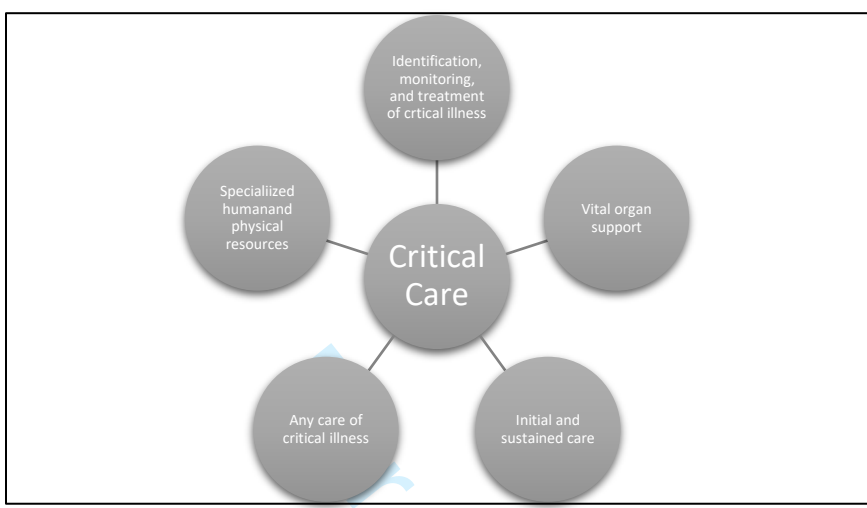 Identification,
monitoring,
and treatment
of crtical illness
Specialiized
humanand
physical
resources
Vital organ
support
Critical
Care
Any care of
critical illness
Initial and
sustained care